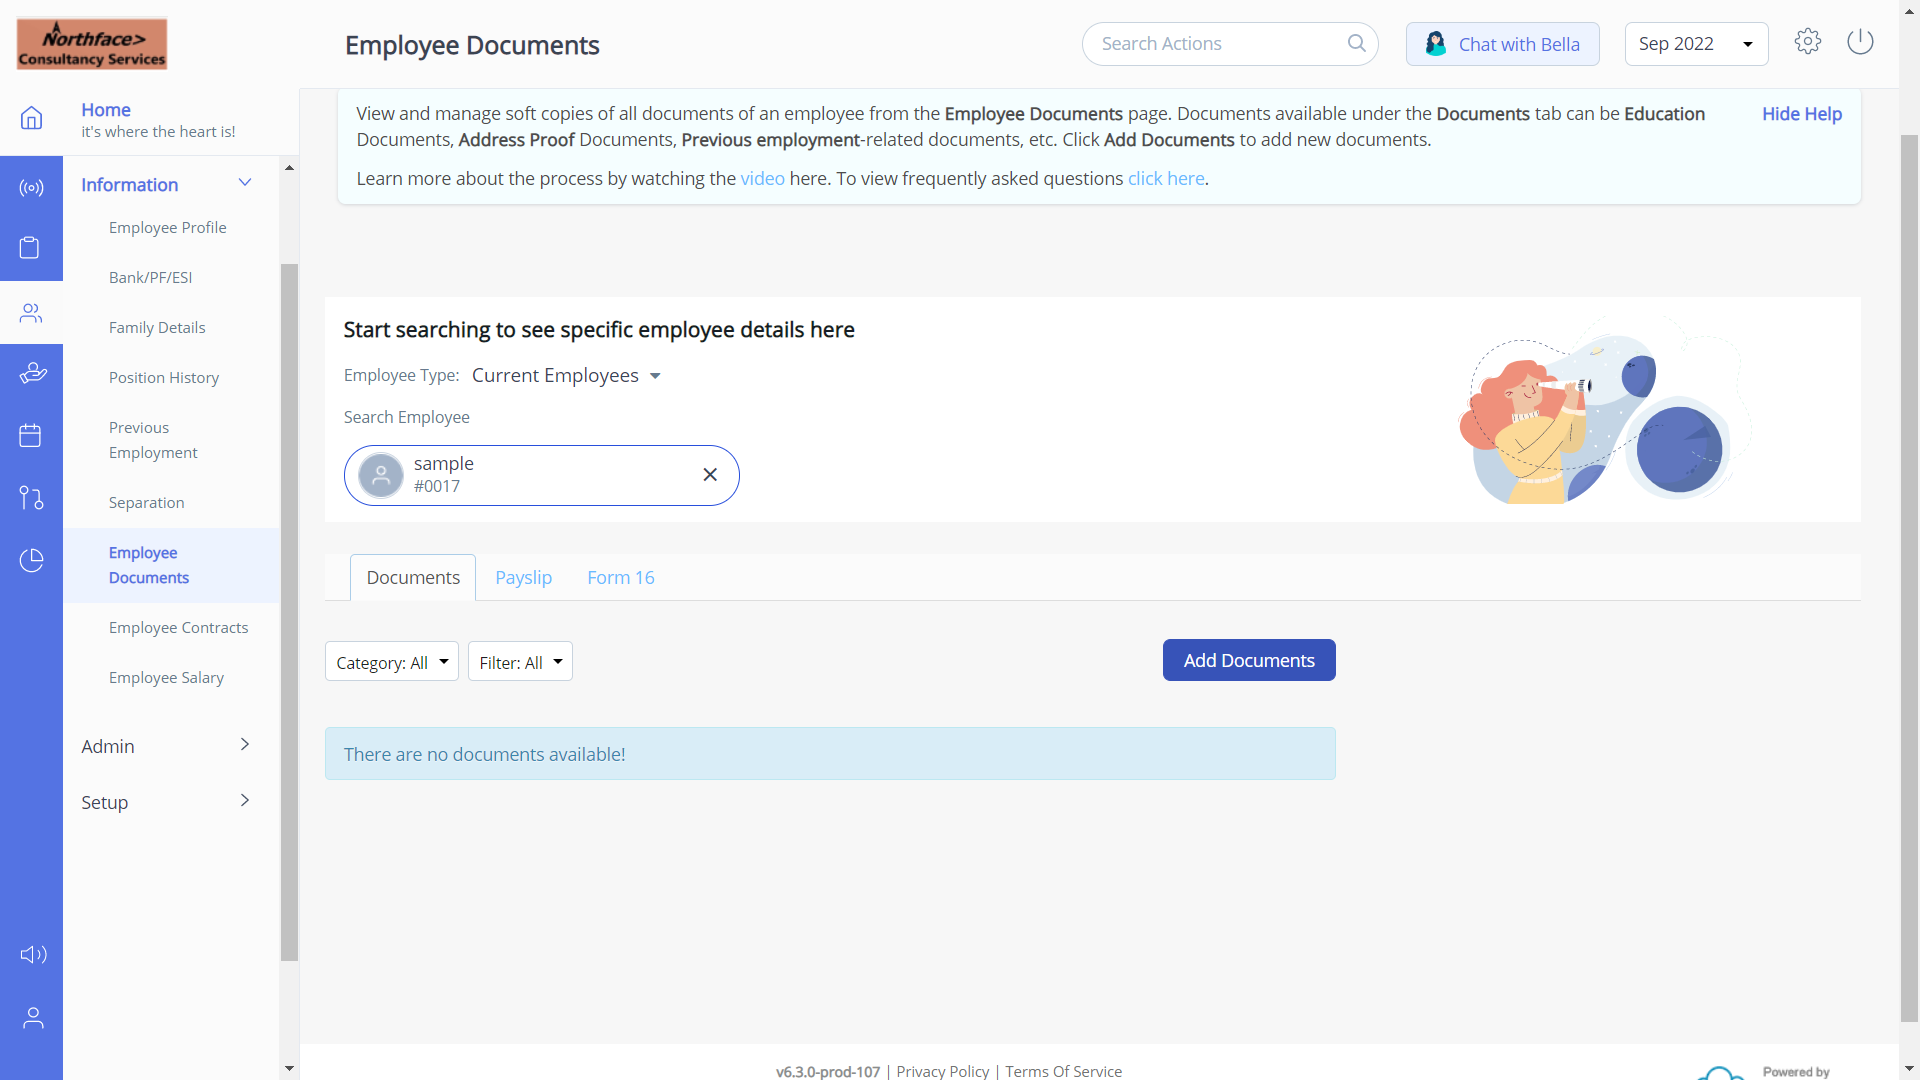 Northface>
Consultancy Services
Employee Documents
Search Actions
Chat with Bella
Sep 2022
Home
it's where the heart is!
View and manage soft copies of all documents of an employee from the Employee Documents page. Documents available under the Documents tab can be Education
Documents, Address Proof Documents, Previous employment-related documents, etc. Click Add Documents to add new documents.
Hide Help
Learn more about the process by watching the video here. To view frequently asked questions click here.
Information
Employee Profile
Bank/PF/ESI
Family Details
Position History
Previous
Employment
Separation
Employee
Documents
Employee Contracts
Employee Salary
Admin
Setup
Start searching to see specific employee details here
Employee Type: Current Employees
Search Employee
sample
#0017
Documents
Payslip
Form 16
Category: All
Filter: All
Add Documents
There are no documents available!
v6.3.0-prod-107 | Privacy Policy | Terms Of Service
Powered by